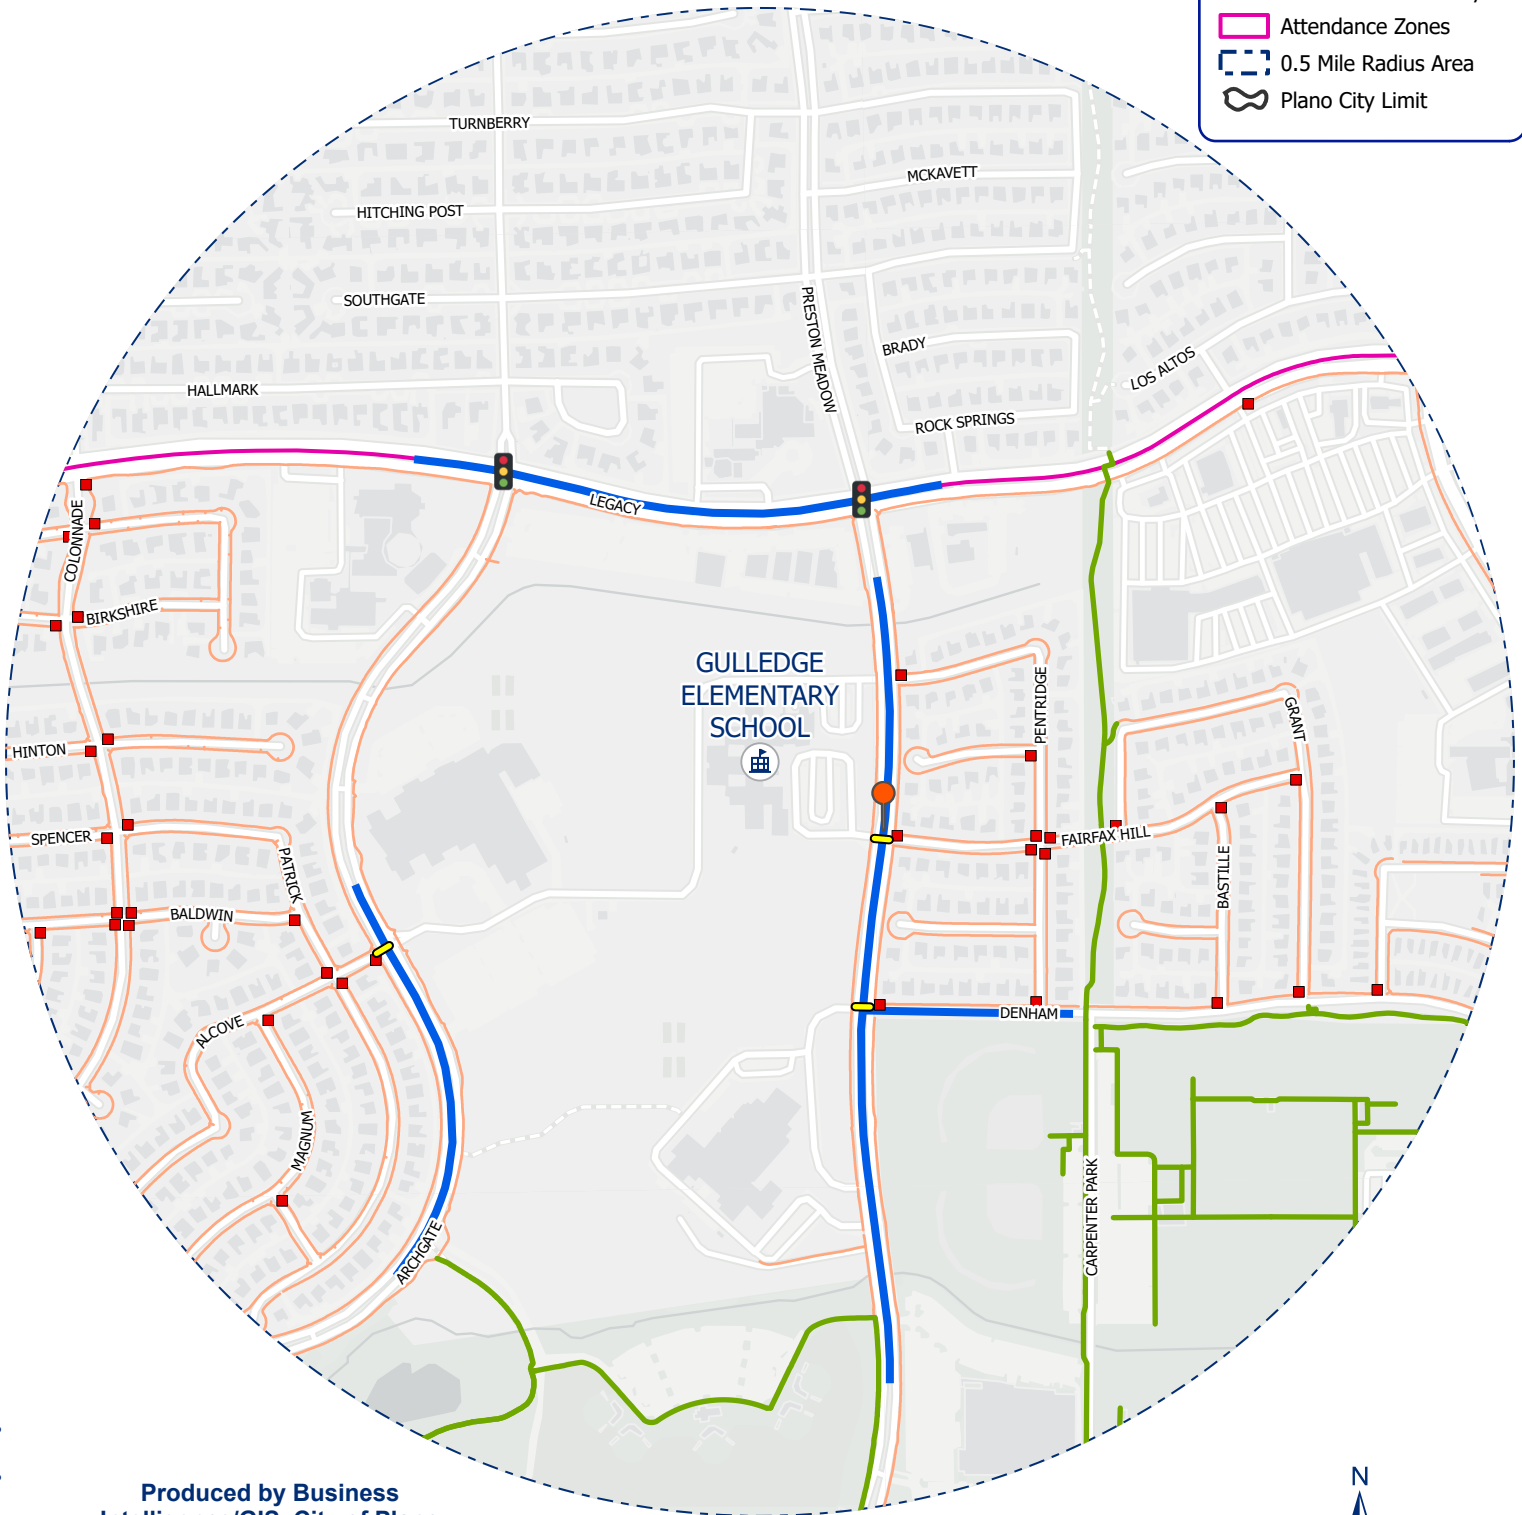 Attendance Zones
0.5 Mile Radius Area
Plano City Limit
TURNBERRY
MCKAVETT
HITCHING POST
SOUTHGATE
PRESTON MEADOW
BRADY
LOS ALTOS
HALLMARK
ROCK SPRINGS
LEGACY
COLONNADE
BIRKSHIRE
GULLEDGE
ELEMENTARY
SCHOOL
PENTRIDGE
GRANT
HINTON
SPENCER
FAIRFAX HILL
PATRICK
BASTILLE
BALDWIN
DENHAM
ALCOVE
MAGNUM
CARPENTER PARK
ARCHGATE
N
Produced by Business